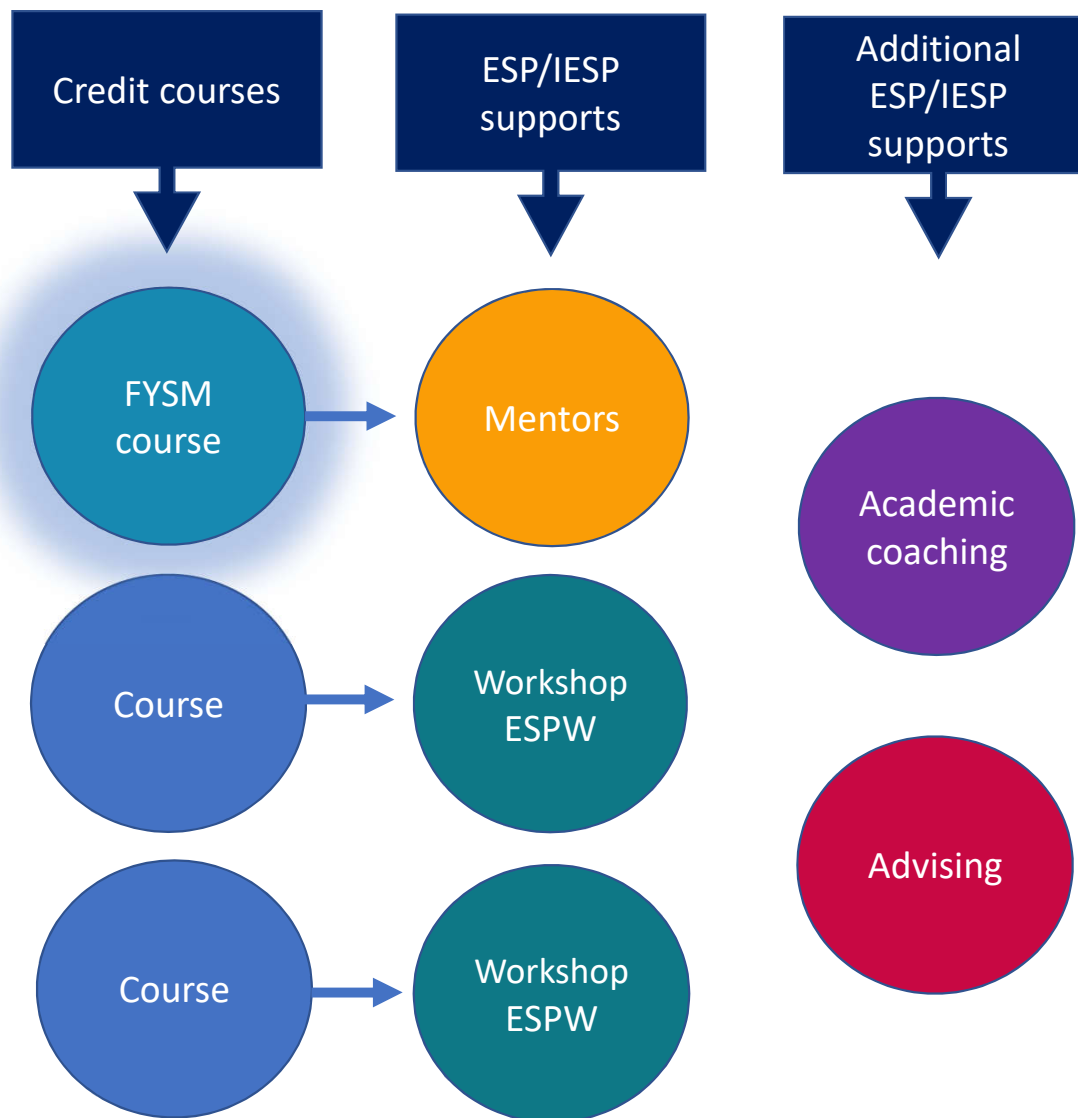 Credit courses
ESP/IESP
supports
Additional
ESP/IESP
supports
FYSM
course
Mentors
Academic
coaching
Course
Workshop
ESPW
Advising
Course
Workshop
ESPW